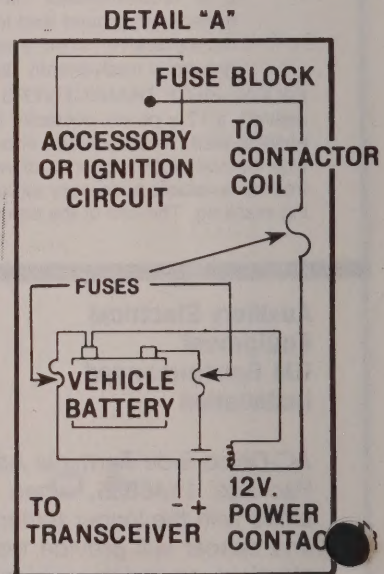 DETAIL "A"
FUSE BLOCK
ACCESSORY
OR IGNITION
CIRCUIT
TO
CONTACTOR
COIL
FUSES
VEHICLE
BATTERY
TO
TRANSCEIVER
+
12V.
POWER